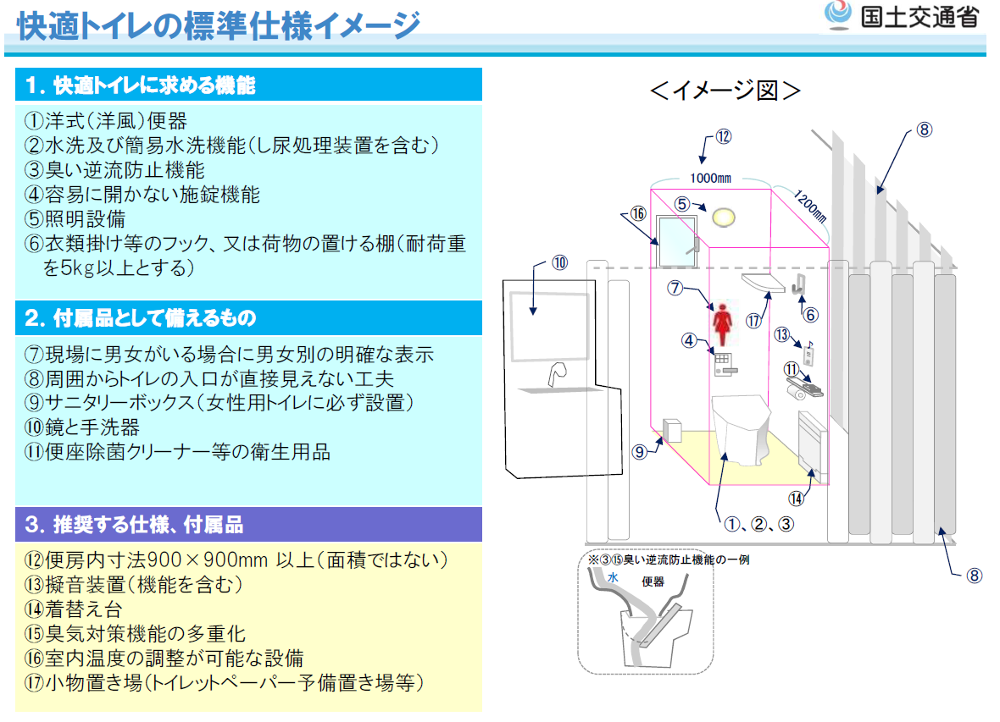 快適トイレの標準仕様イメージ
国土交通省
１．快適トイレに求める機能
①洋式（洋風）便器
②水洗及び簡易水洗機能（し尿処理装置を含む）
③臭い逆流防止機能
④容易に開かない施錠機能
⑤照明設備
⑥衣類掛け等のフック、又は荷物の置ける棚（耐荷重
を５kg以上とする）
２．付属品として備えるもの
⑦現場に男女がいる場合に男女別の明確な表示
⑧周囲からトイレの入口が直接見えない工夫
⑨サニタリーボックス（女性用トイレに必ず設置）
⑩鏡と手洗器
⑪便座除菌クリーナー等の衛生用品
３．推奨する仕様、付属品
⑫便房内寸法900×900mm 以上（面積ではない）
⑬擬音装置（機能を含む）
⑭着替え台
⑮臭気対策機能の多重化
⑯室内温度の調整が可能な設備
⑰小物置き場（トイレットペーパー予備置き場等）
＜イメージ図＞
⑫
⑧
1000mm
1200mm
⑤
⑯
⑩
⑦
⑰
⑥
④
⑬
⑪
⑨
⑭
①、②、③
⑧
※③⑮臭い逆流防止機能の一例
水
便器